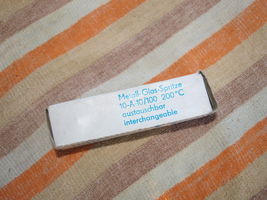 Metall-Glas-Spritze
10-A-10/100 200°C
austauschbar
interchangeable